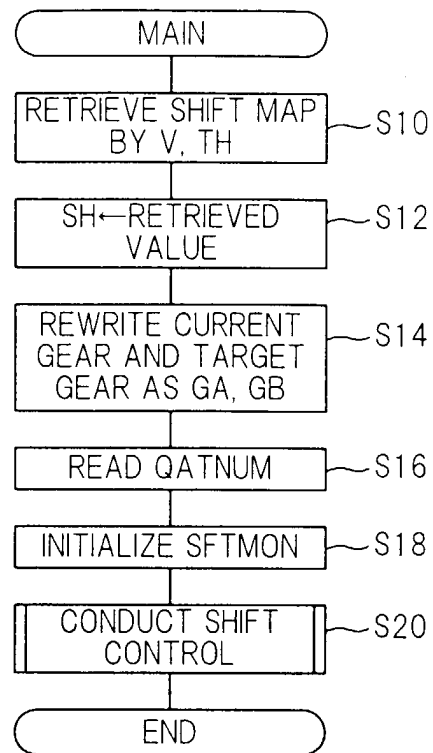 MAIN
RETRIEVE SHIFT MAP
BY V, TH
S10
SH←RETRIEVED
VALUE
S12
REWRITE CURRENT
GEAR AND TARGET
GEAR AS GA, GB
S14
READ QATNUM
S16
INITIALIZE SFTMON
S18
CONDUCT SHIFT
CONTROL
S20
END